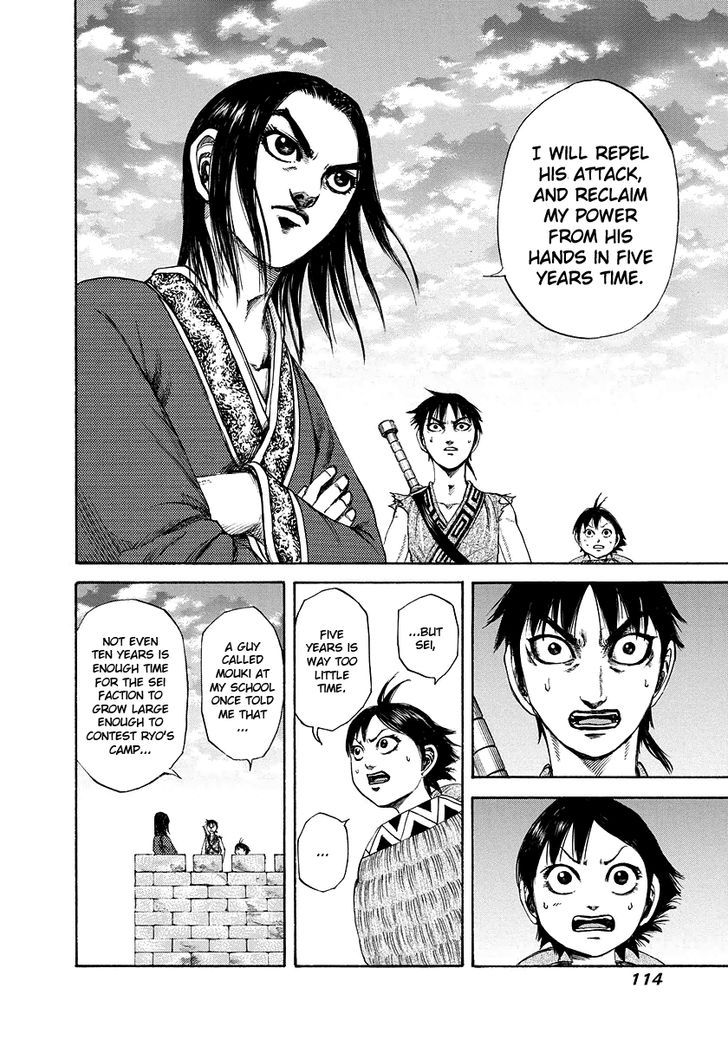 I WILL REPEL
HIS ATTACK,
AND RECLAIM
MY POWER
FROM HIS
HANDS IN FIVE
YEARS TIME.
...BUT
SEI,
FIVE
YEARS IS
WAY TOO
LITTLE
TIME.
...
A GUY
CALLED
MOUKI AT
MY SCHOOL
ONCE TOLD
ME THAT
...
NOT EVEN
TEN YEARS IS
ENOUGH TIME
FOR THE SEI
FACTION TO
GROW LARGE
ENOUGH TO
CONTEST RYO'S
CAMP...
114